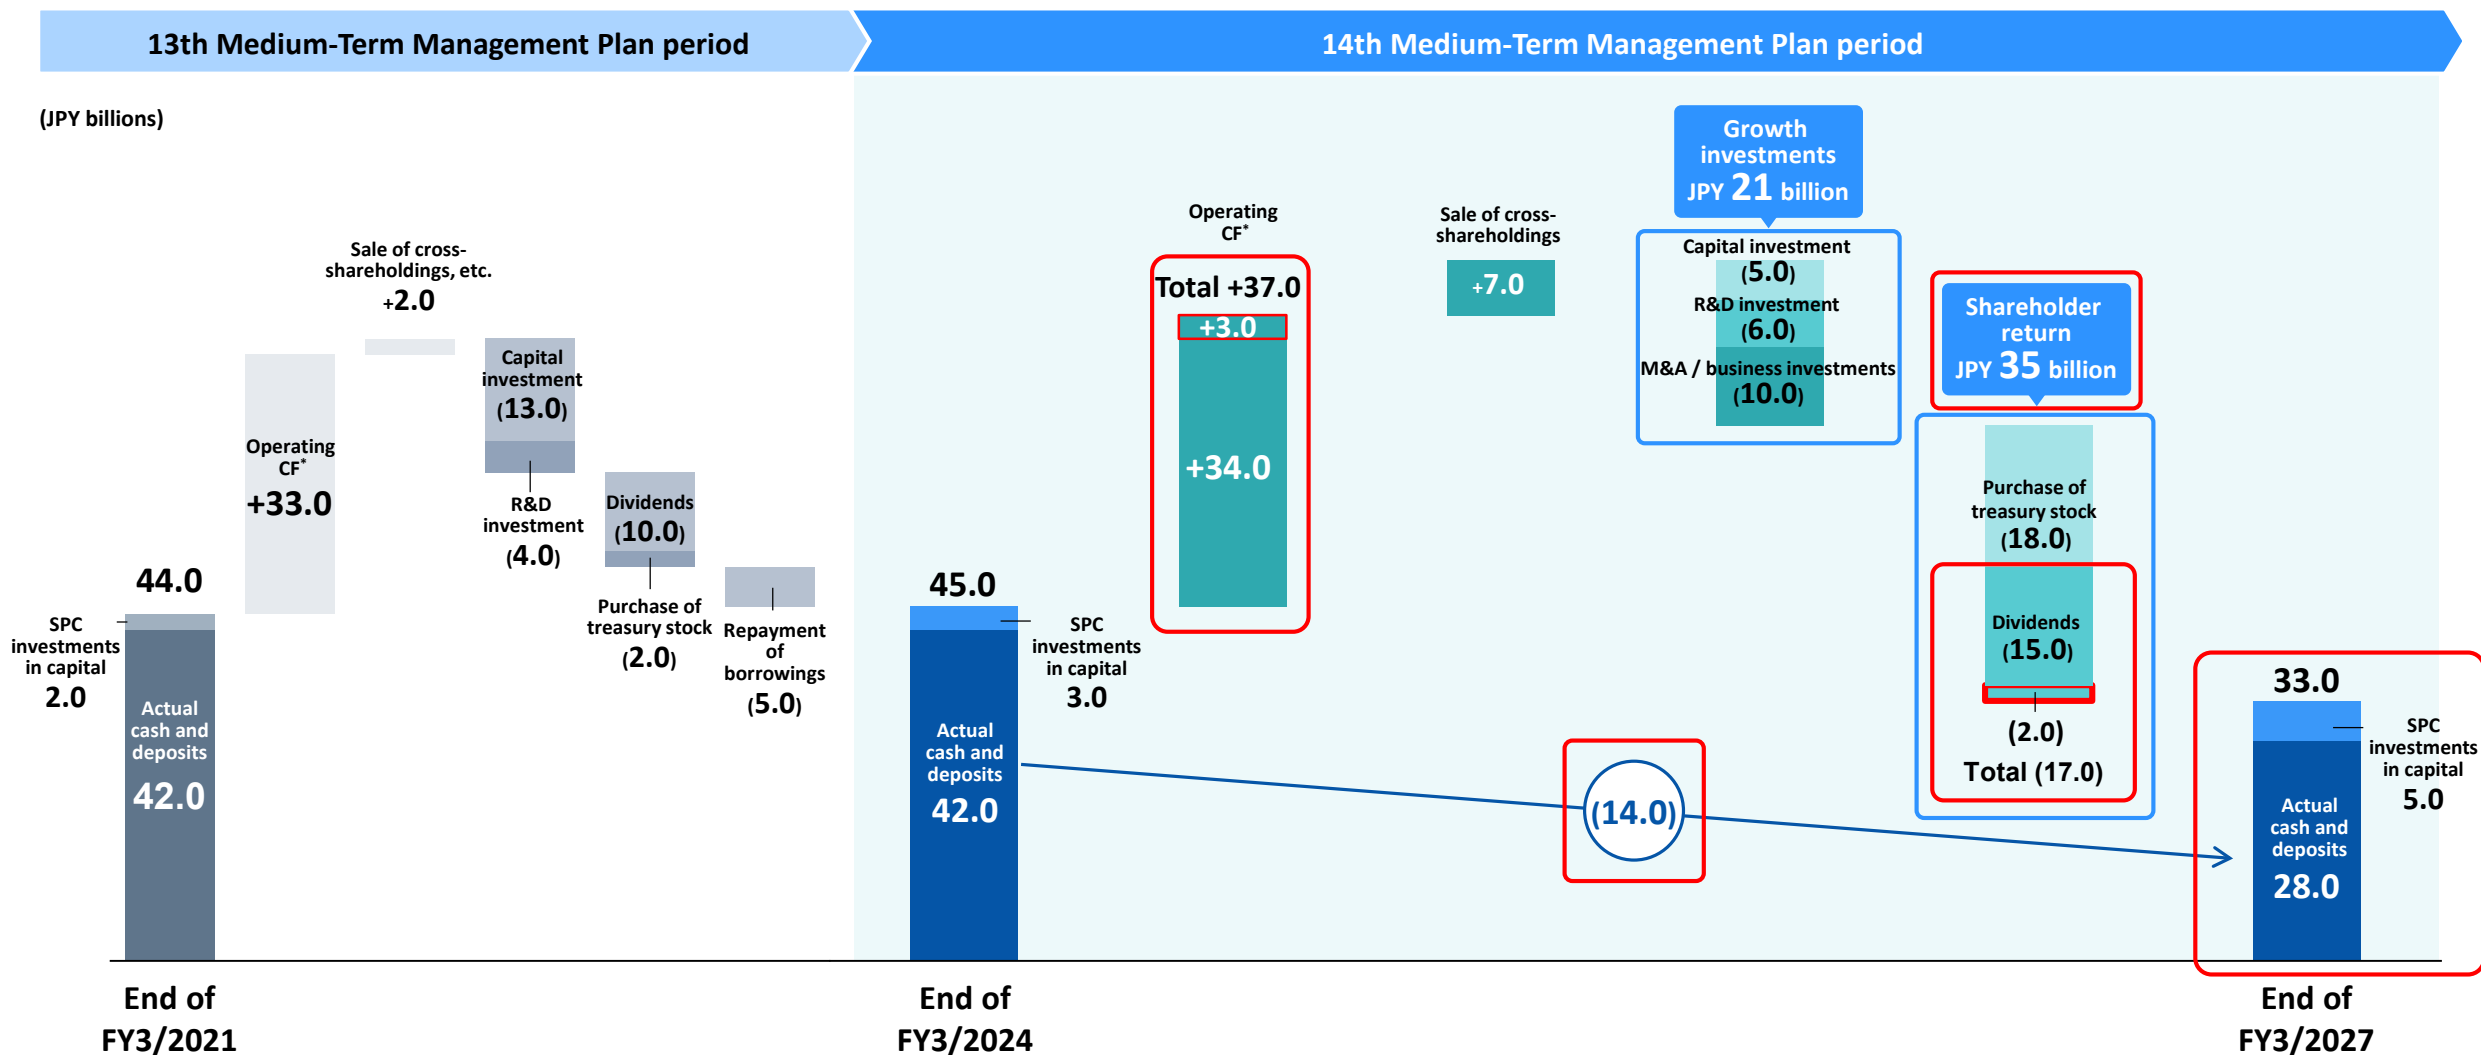 13th Medium-Term Management Plan period
14th Medium-Term Management Plan period
(JPY billions)
SPC
investments
in capital
2.0
44.0
Actual
cash and
deposits
42.0
Operating
CF*
+33.0
Sale of cross-
shareholdings, etc.
+2.0
Capital
investment
(13.0)
R&D
investment
(4.0)
Dividends
(10.0)
Purchase of
treasury stock
(2.0)
Repayment
of
borrowings
(5.0)
45.0
SPC
investments
in capital
3.0
Actual
cash and
deposits
42.0
Operating
CF*
Total +37.0
+3.0
+34.0
Sale of cross-
shareholdings
+7.0
Growth
investments
JPY 21 billion
Capital investment
(5.0)
R&D investment
(6.0)
M&A / business investments
(10.0)
Shareholder
return
JPY 35 billion
Purchase of
treasury stock
(18.0)
Dividends
(15.0)
(2.0)
Total (17.0)
(14.0)
33.0
SPC
investments
in capital
5.0
Actual
cash and
deposits
28.0
End of
FY3/2021
End of
FY3/2024
End of
FY3/2027